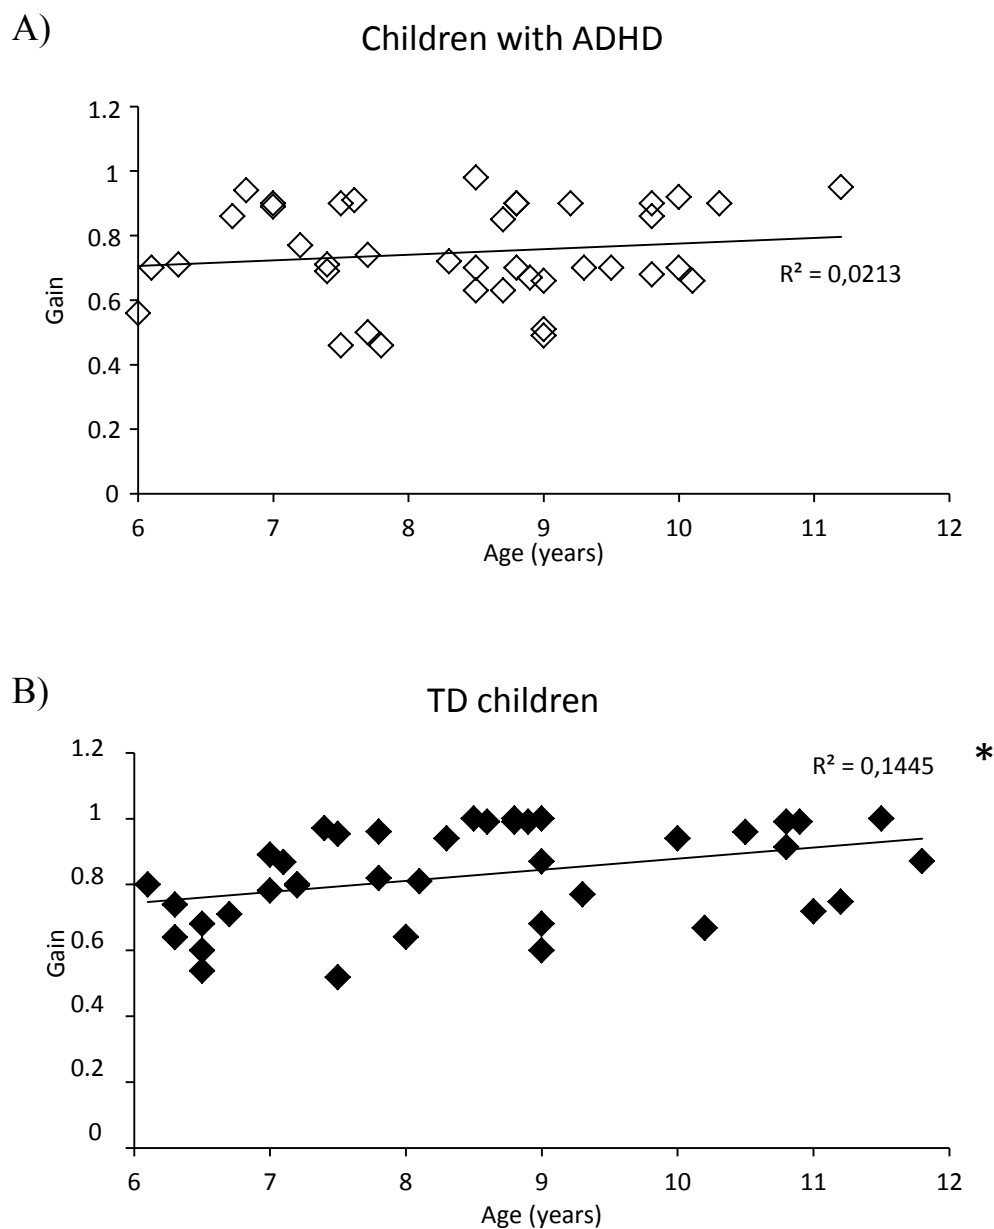 A)
Children with ADHD
1.2
1
0.8
0.6
0.4
0.2
0
Gain
R² = 0,0213
6 7 8 9 10 11 12
Age (years)
B)
TD children
*
R² = 0,1445
1.2
1
0.8
0.6
0.4
0.2
0
Gain
6 7 8 9 10 11 12
Age (years)